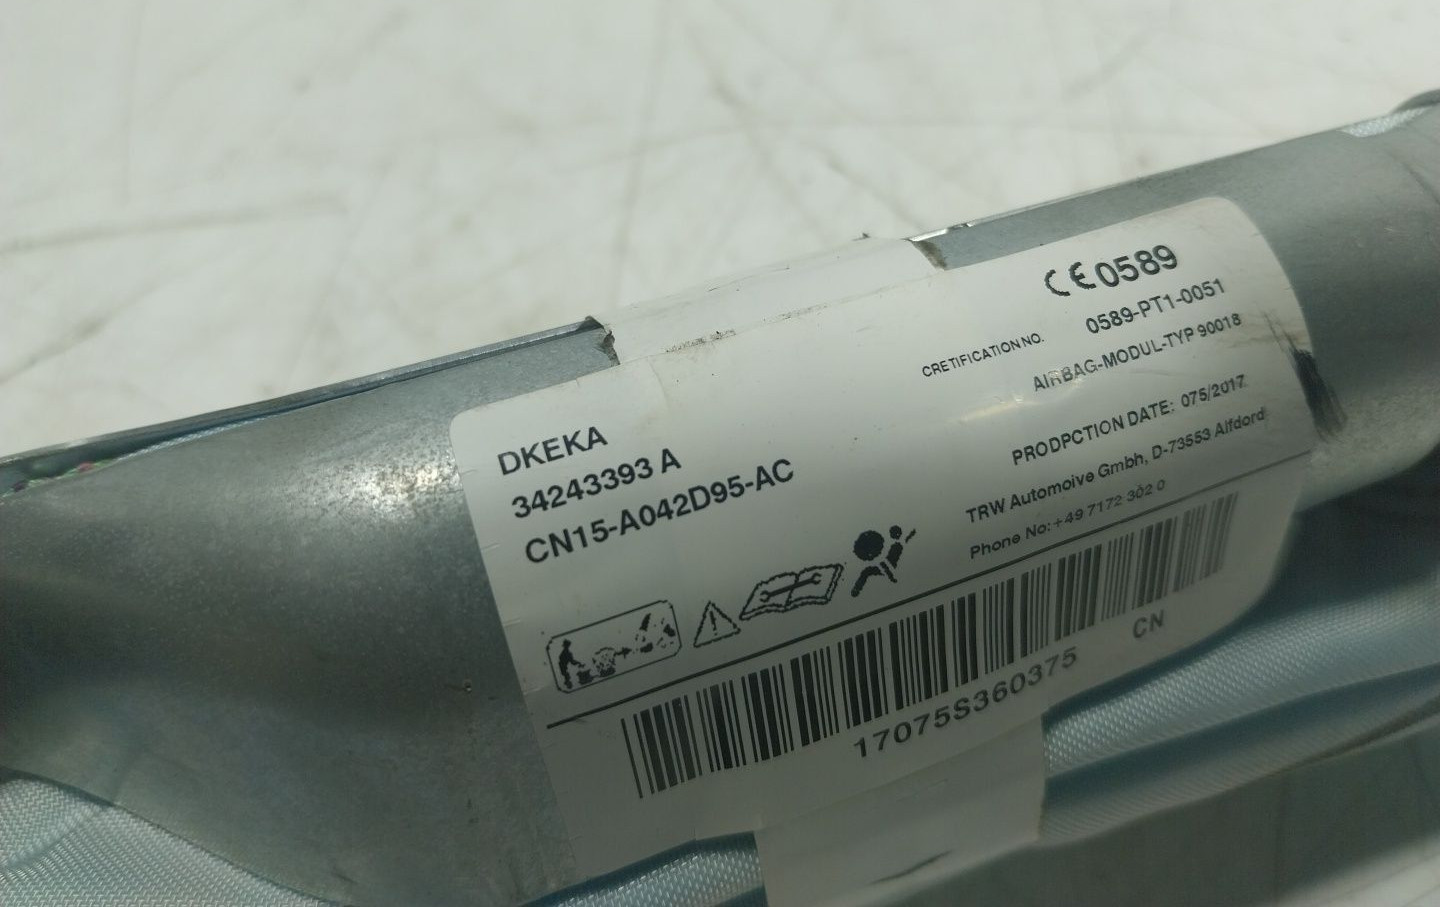 CE0589
CRETIFICATION NO. 0589-PT1-0051
AIRBAG-MODUL-TYP 90018
PRODPCTION DATE: 075/2017
TRW Automoive Gmbh, D-73553 Alfdord
Phone No:+49 7172 302 0
DKEKA
34243393 A
CN15-A042D95-AC
17075S360375
CN